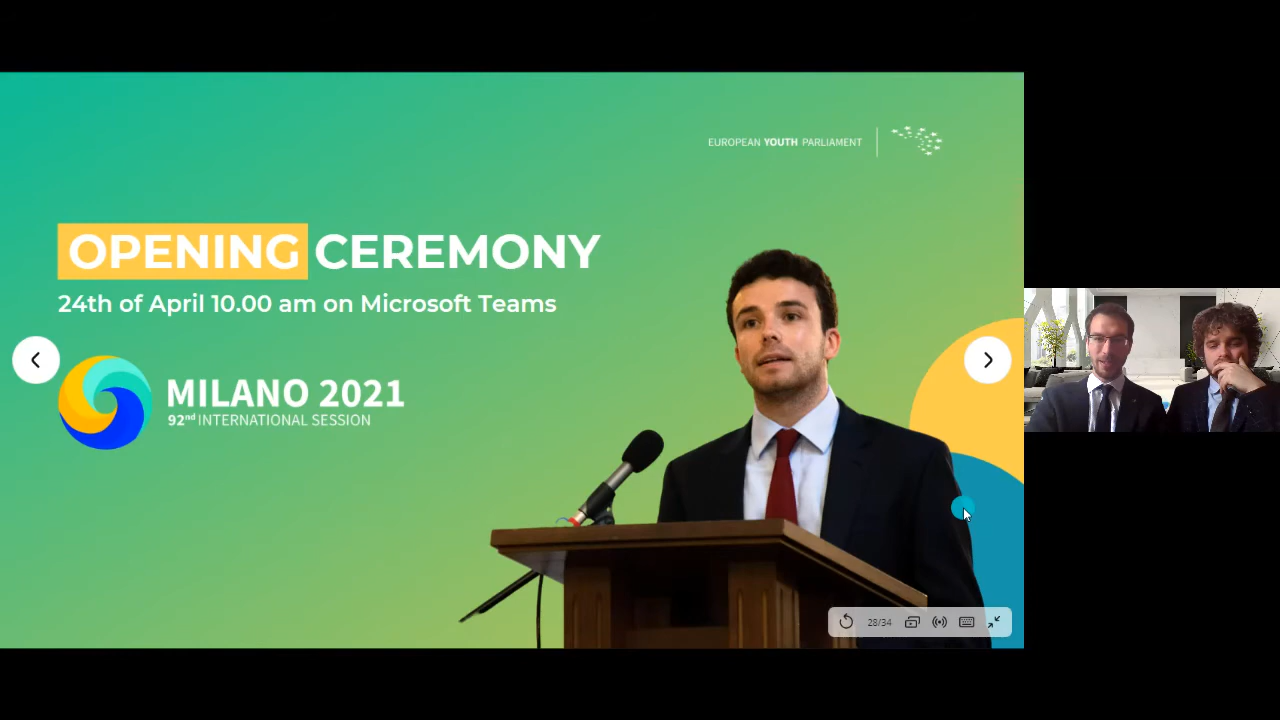 EUROPEAN YOUTH PARLIAMENT
OPENING CEREMONY
24th of April 10.00 am on Microsoft Teams
MILANO 2021
92nd INTERNATIONAL SESSION
28/34